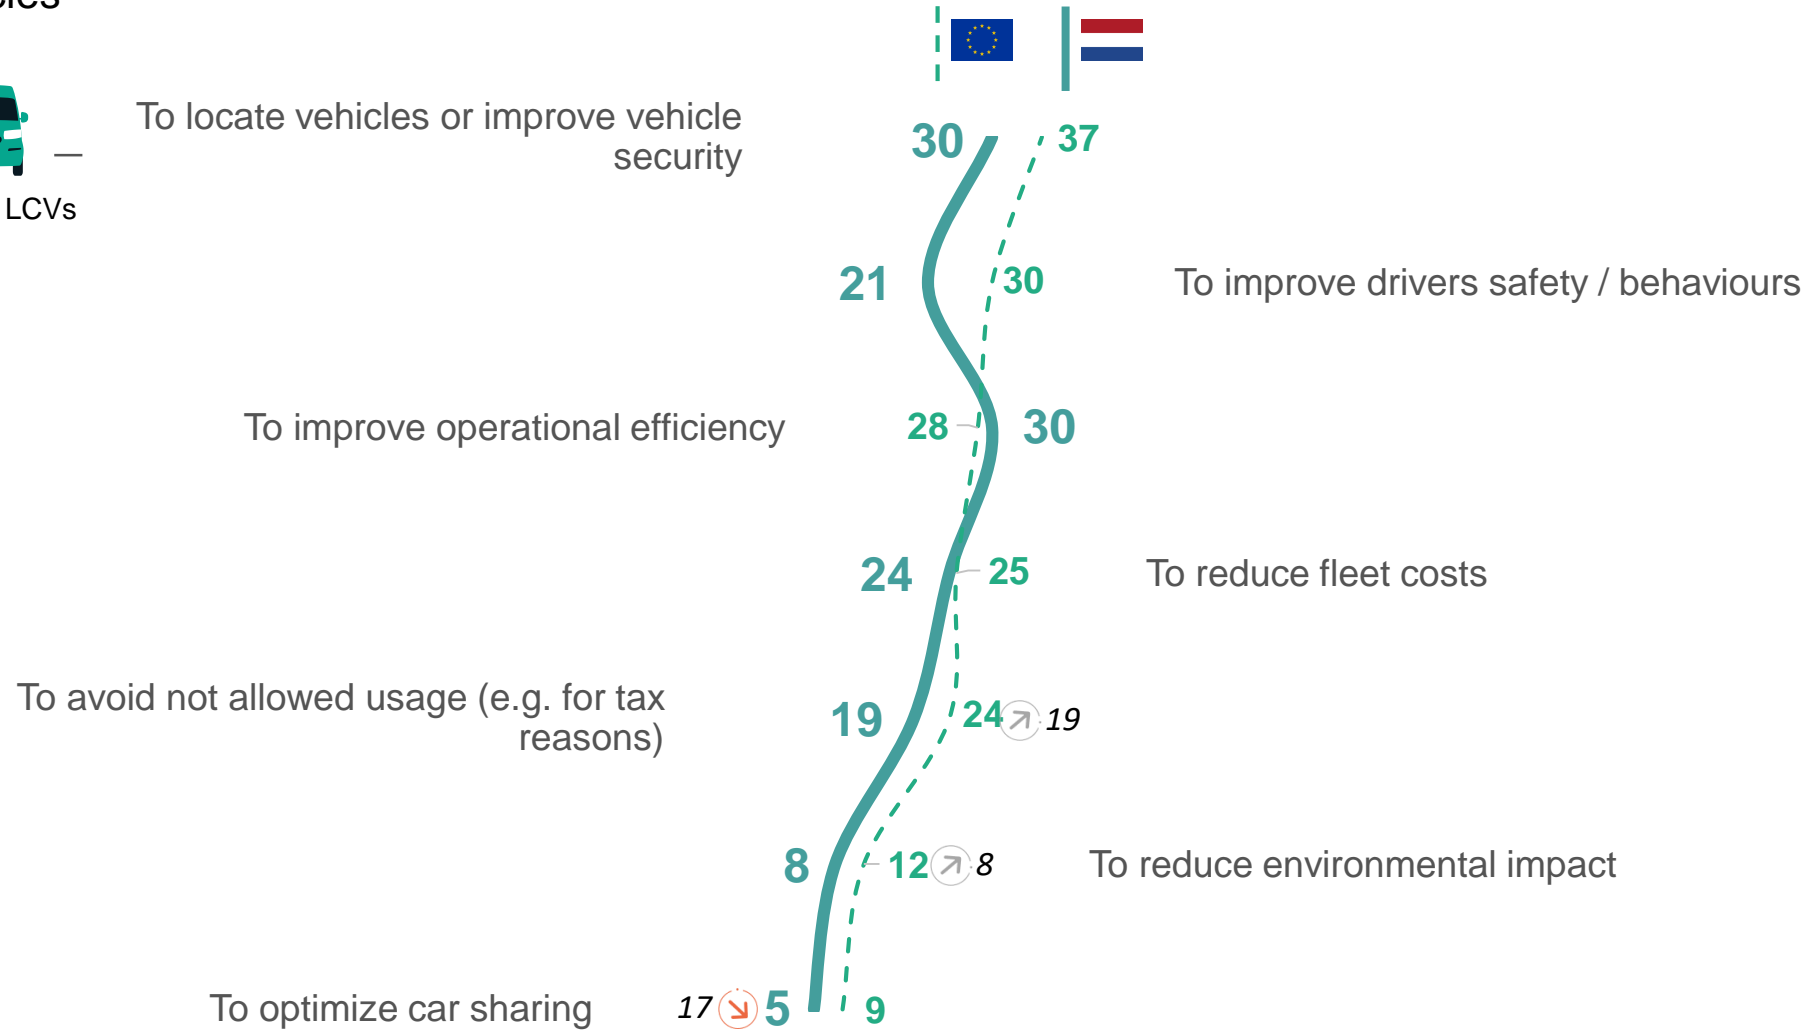 To locate vehicles or improve vehicle
security
30
37
LCVs
21
30
To improve drivers safety / behaviours
To improve operational efficiency
28
30
24
25
To reduce fleet costs
To avoid not allowed usage (e.g. for tax
reasons)
19
24
19
8
12
8
To reduce environmental impact
To optimize car sharing
17
5
9